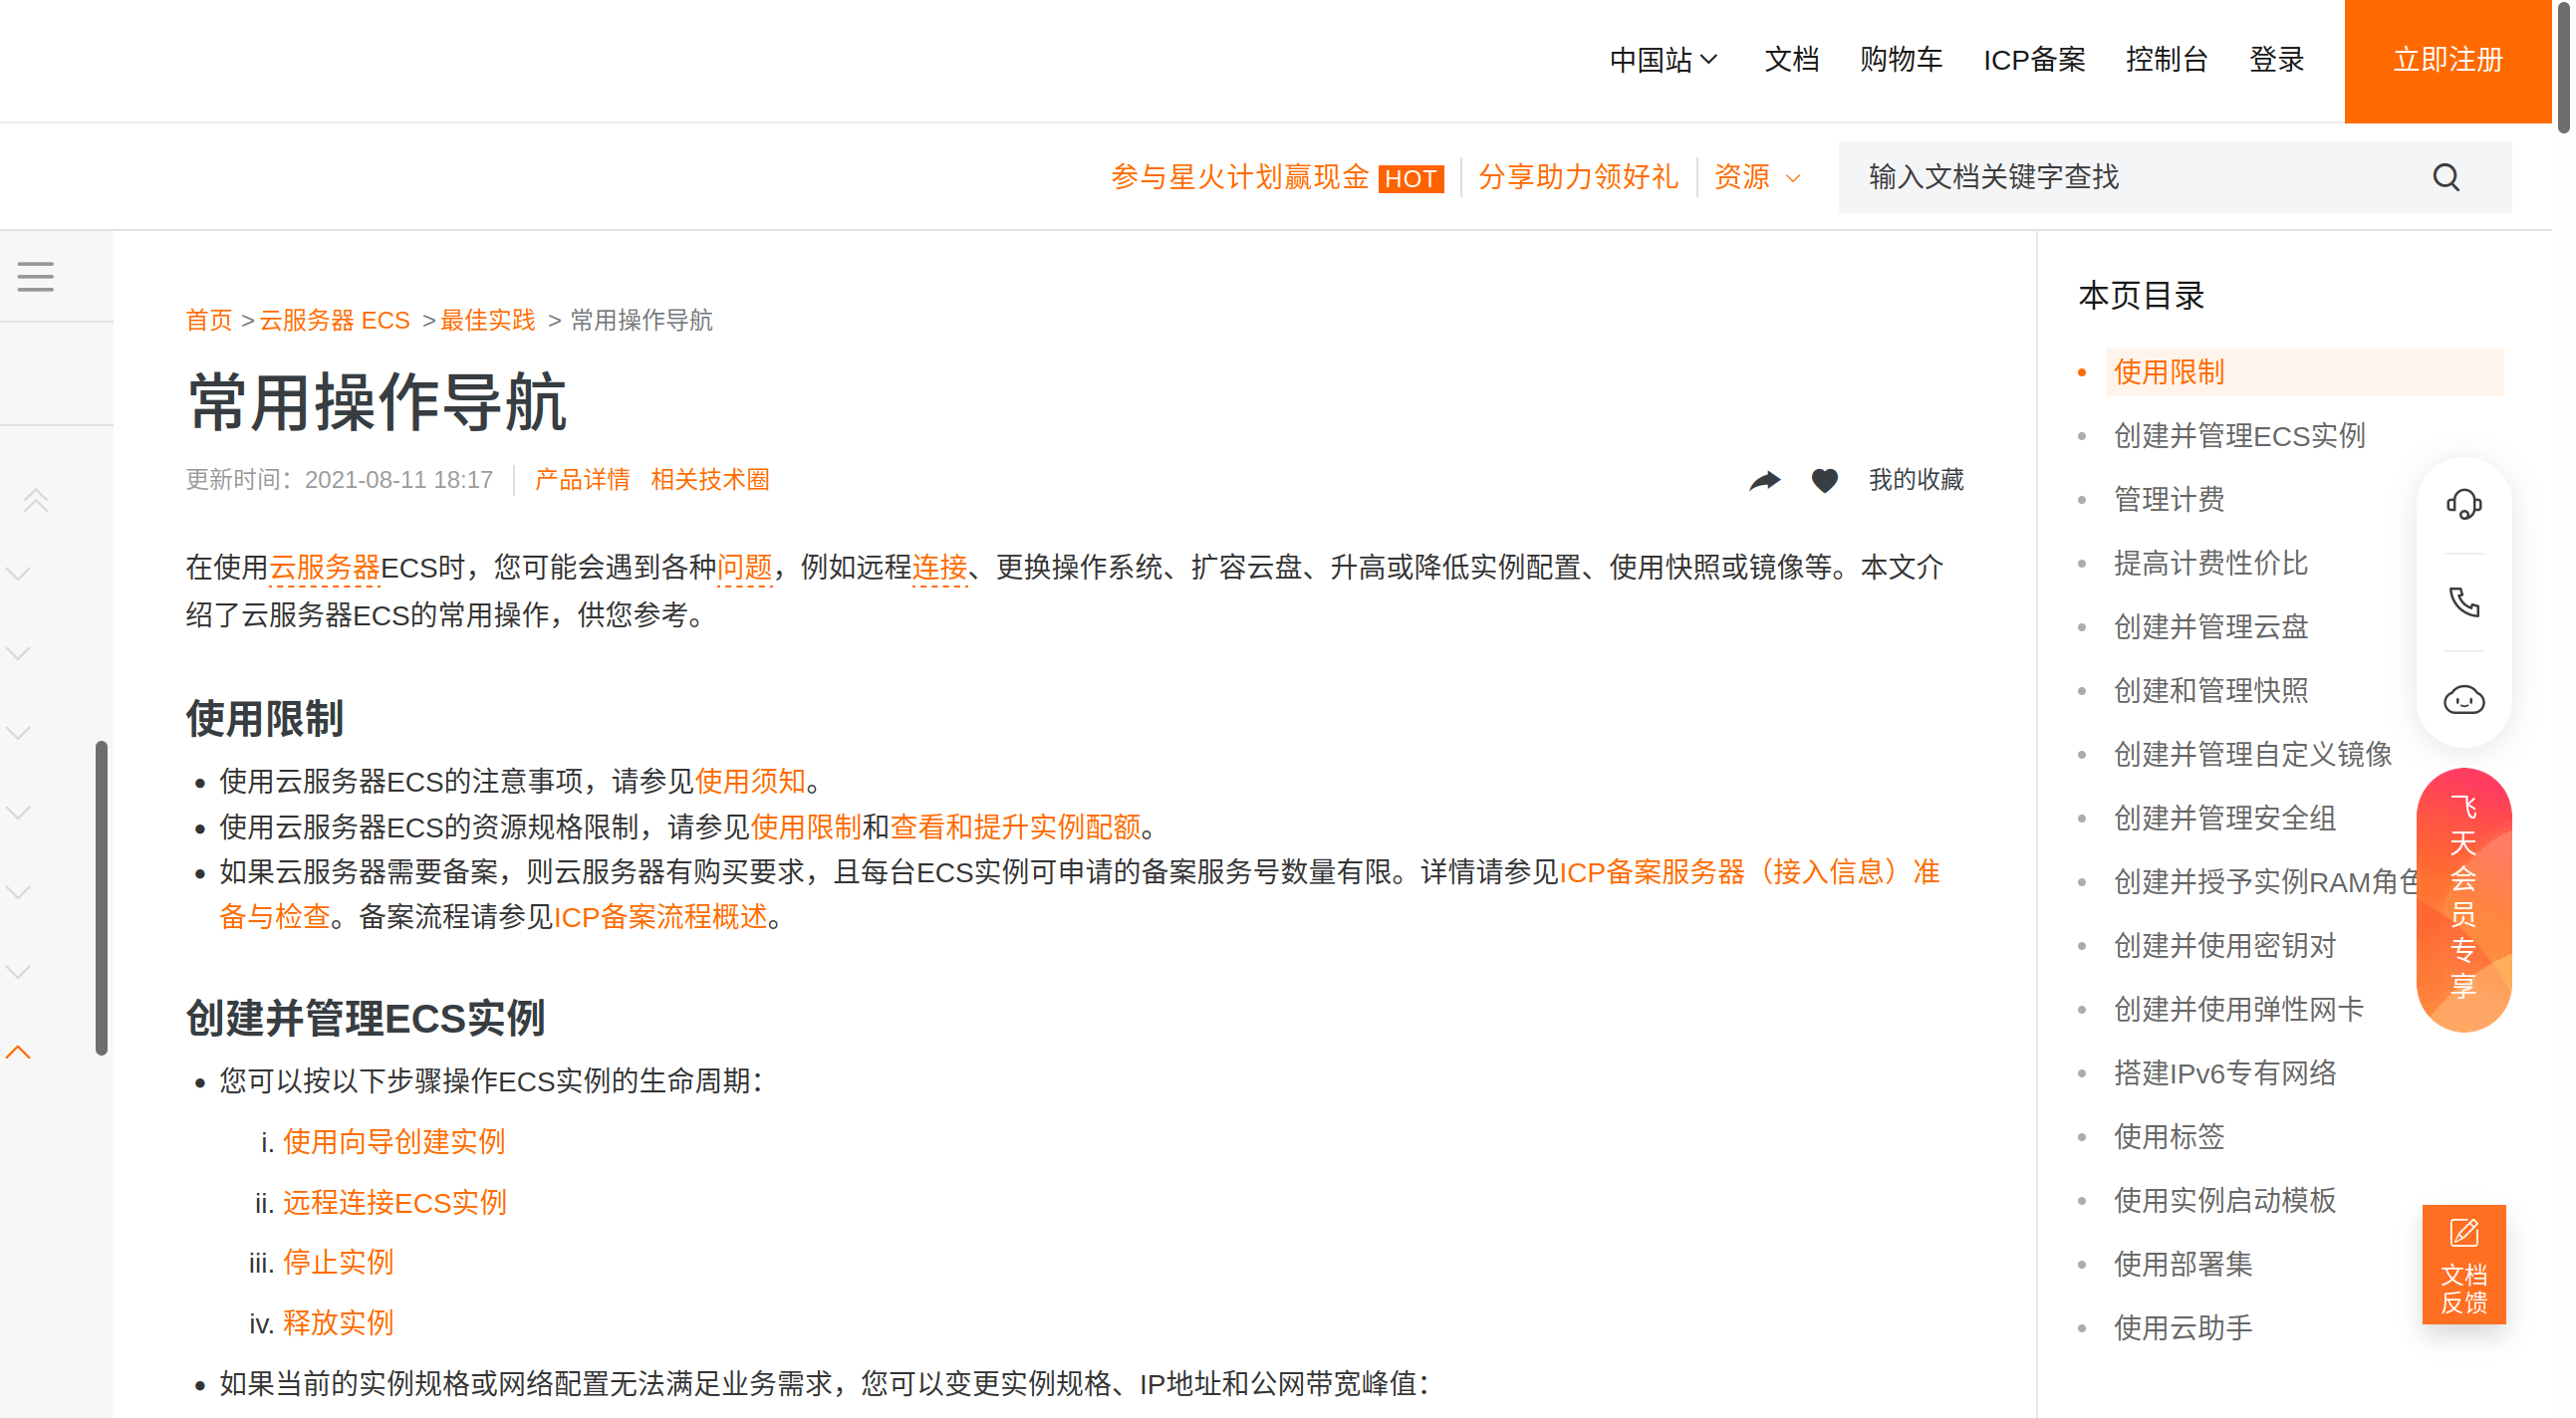 中国站 文档 购物车 ICP备案 控制台 登录 立即注册
参与星火计划赢现金 HOT 分享助力领好礼 资源 输入文档关键字查找
首页 > 云服务器 ECS > 最佳实践 > 常用操作导航
常用操作导航
更新时间：2021-08-11 18:17 产品详情 相关技术圈 我的收藏
在使用云服务器ECS时，您可能会遇到各种问题，例如远程连接、更换操作系统、扩容云盘、升高或降低实例配置、使用快照或镜像等。本文介
绍了云服务器ECS的常用操作，供您参考。
使用限制
• 使用云服务器ECS的注意事项，请参见使用须知。
• 使用云服务器ECS的资源规格限制，请参见使用限制和查看和提升实例配额。
• 如果云服务器需要备案，则云服务器有购买要求，且每台ECS实例可申请的备案服务号数量有限。详情请参见ICP备案服务器（接入信息）准
备与检查。备案流程请参见ICP备案流程概述。
创建并管理ECS实例
• 您可以按以下步骤操作ECS实例的生命周期：
i. 使用向导创建实例
ii. 远程连接ECS实例
iii. 停止实例
iv. 释放实例
• 如果当前的实例规格或网络配置无法满足业务需求，您可以变更实例规格、IP地址和公网带宽峰值：
本页目录
使用限制
创建并管理ECS实例
管理计费
提高计费性价比
创建并管理云盘
创建和管理快照
创建并管理自定义镜像
创建并管理安全组
创建并授予实例RAM角色
创建并使用密钥对
创建并使用弹性网卡
搭建IPv6专有网络
使用标签
使用实例启动模板
使用部署集
使用云助手
飞天会员专享
文档
反馈